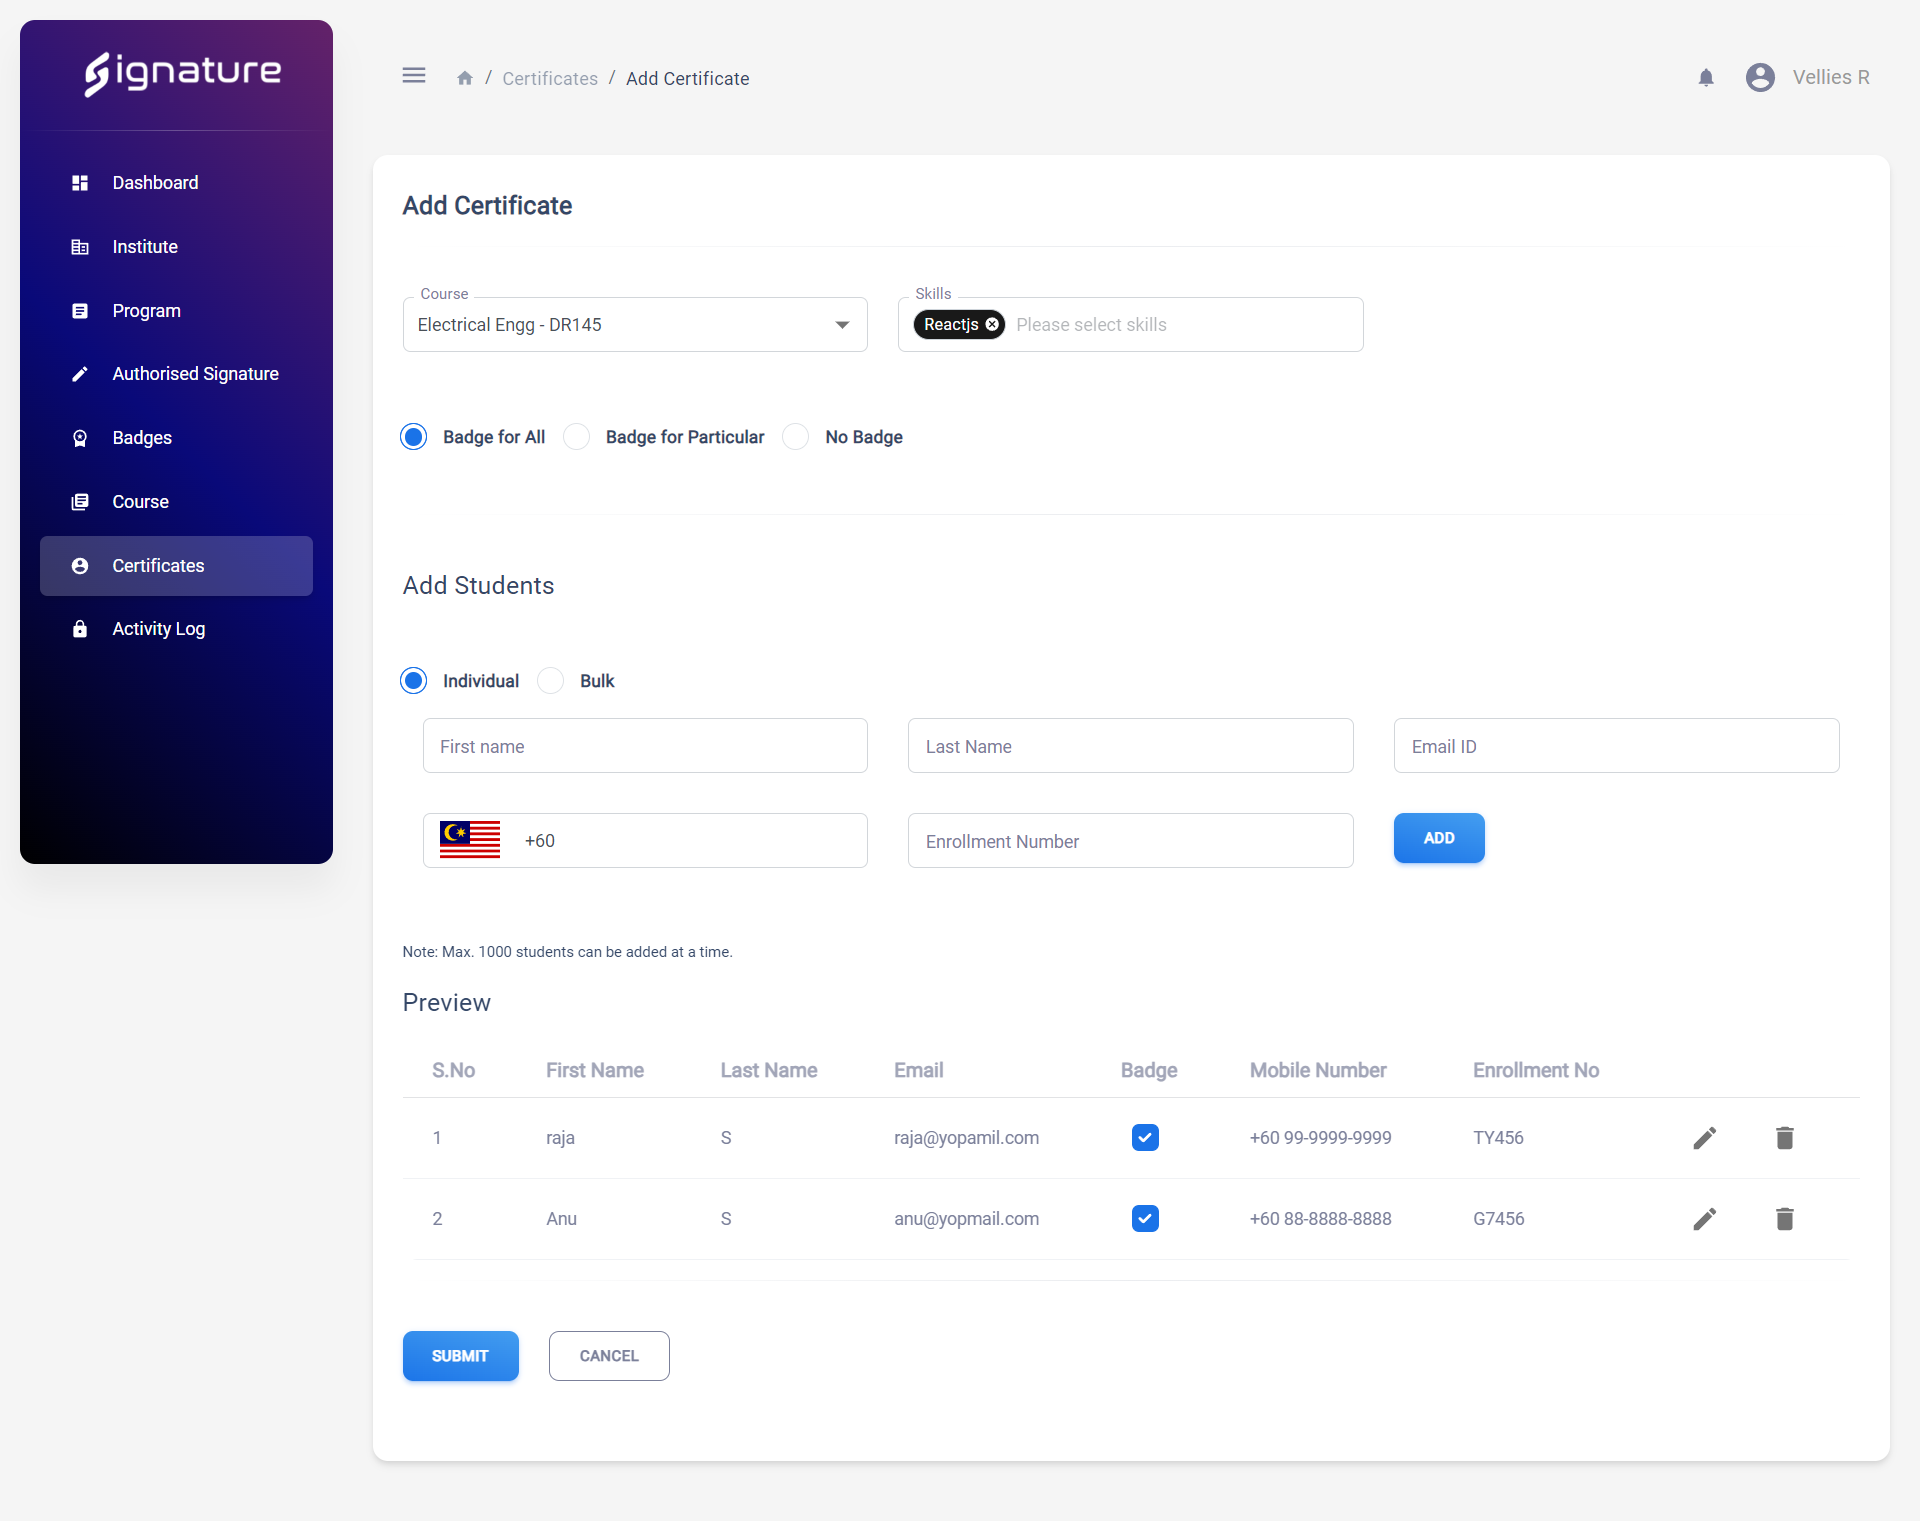 Signature
Dashboard
Institute
Program
Authorised Signature
Badges
Course
Certificates
Activity Log
/ Certificates / Add Certificate
Vellies R
Add Certificate
Course
Electrical Engg - DR145
Skills
Reactjs Please select skills
Badge for All Badge for Particular No Badge
Add Students
Individual Bulk
First name Last Name Email ID
+60 Enrollment Number ADD
Note: Max. 1000 students can be added at a time.
Preview
S.No First Name Last Name Email Badge Mobile Number Enrollment No
1 raja S raja@yopamil.com +60 99-9999-9999 TY456
2 Anu S anu@yopmail.com +60 88-8888-8888 G7456
SUBMIT CANCEL